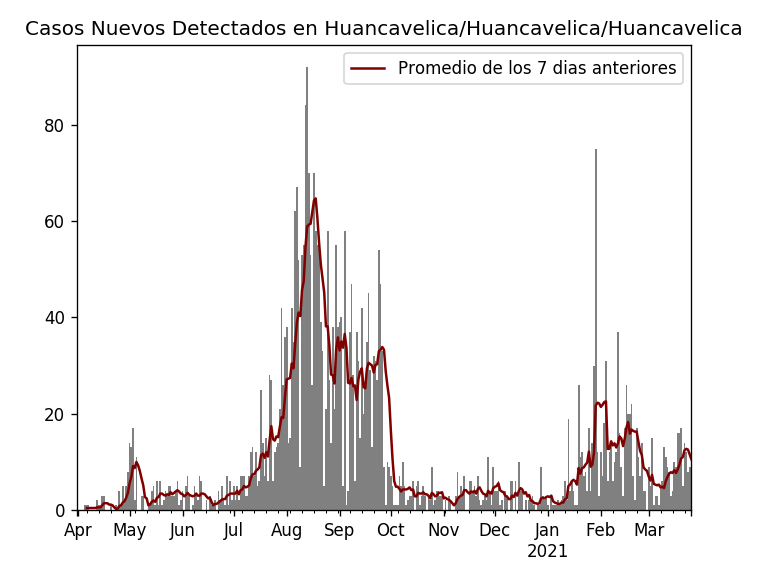 Casos Nuevos Detectados en Huancavelica/Huancavelica/Huancavelica
Promedio de los 7 dias anteriores
80
60
40
20
0
Apr May Jun Jul Aug Sep Oct Nov Dec Jan Feb Mar
2021